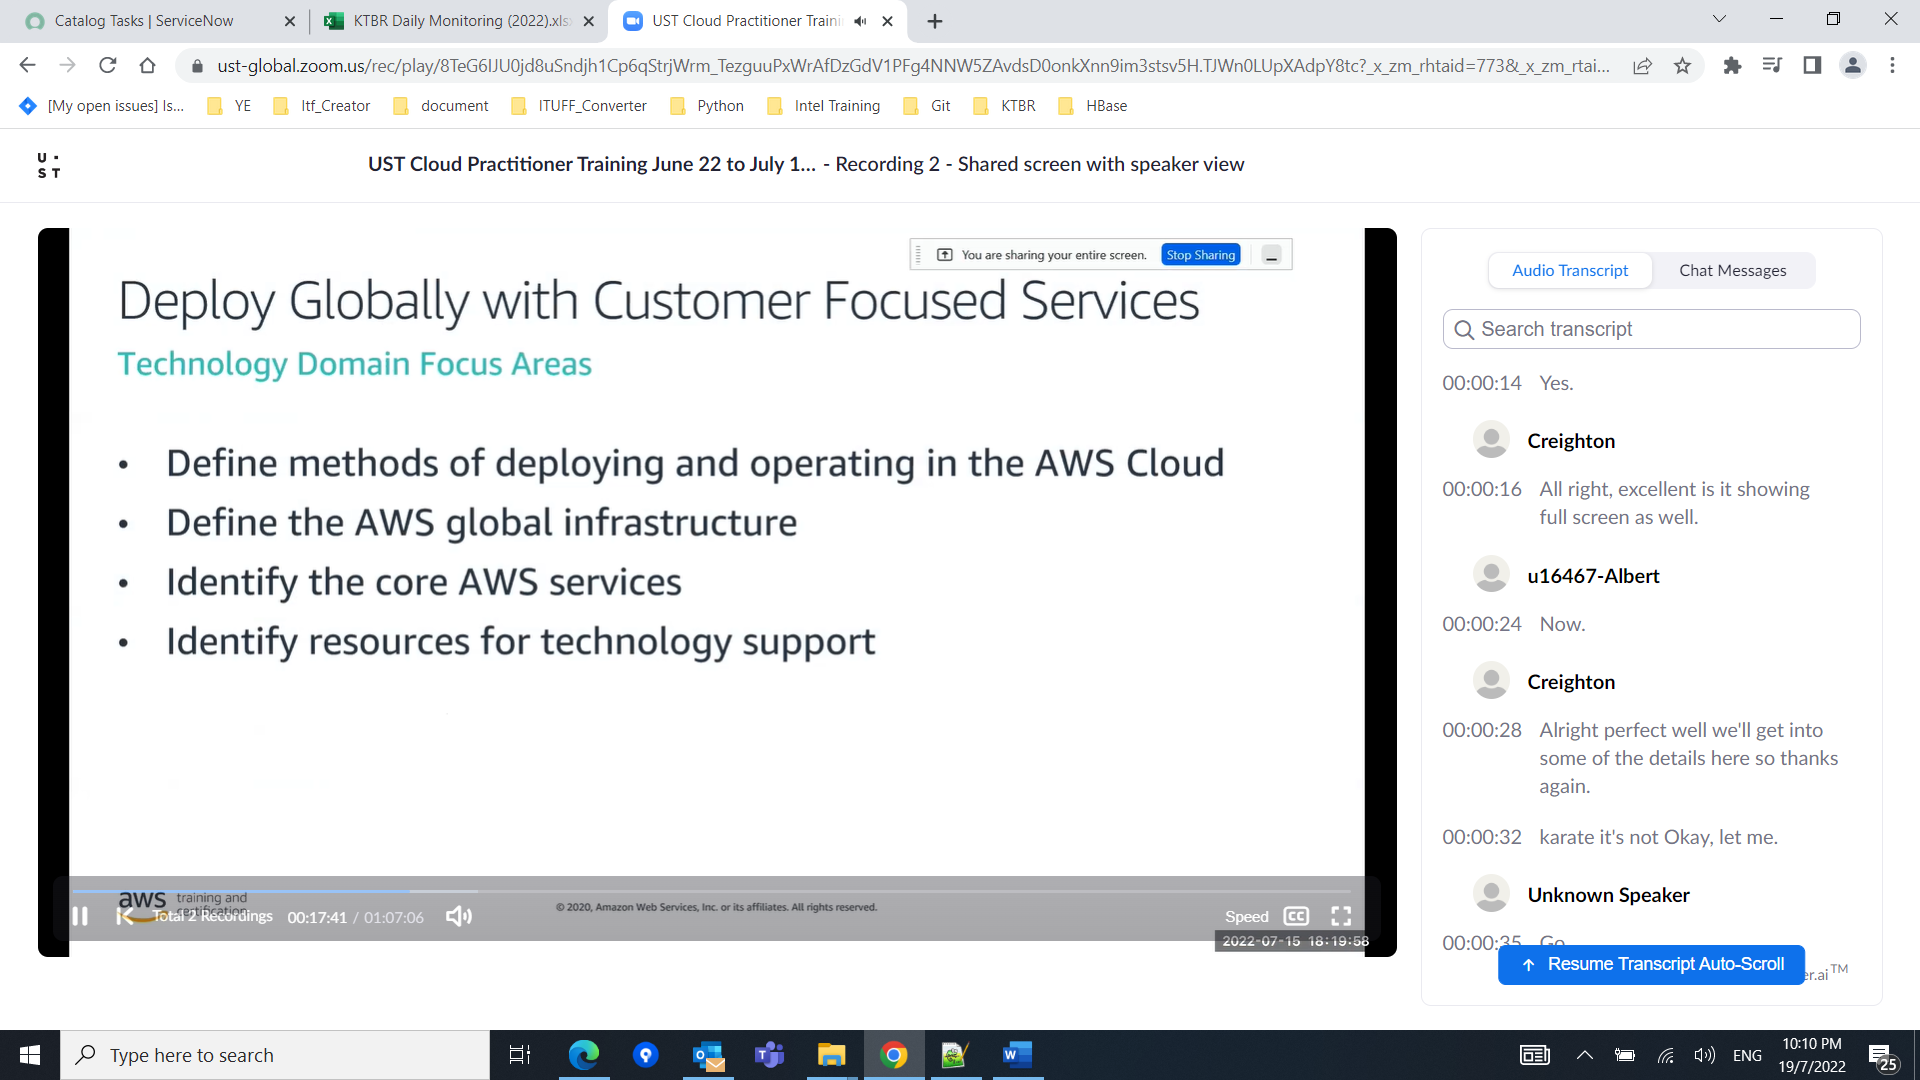 Catalog Tasks | ServiceNow
KTBR Daily Monitoring (2022).xls
UST Cloud Practitioner Traini
ust-global.zoom.us/rec/play/8TeG6IJU0jd8uSndjh1Cp6qStrjWrm_TezguuPxWrAfDzGdV1PFg4NNW5ZAvdsD0onkXnn9im3stsv5H.TJWn0LUpXAdpY8tc?_x_zm_rhtaid=773&_x_zm_rtai...
[My open issues] Is...
YE
Itf_Creator
document
ITUFF_Converter
Python
Intel Training
Git
KTBR
HBase
U·
ST
UST Cloud Practitioner Training June 22 to July 1... - Recording 2 - Shared screen with speaker view
You are sharing your entire screen. Stop Sharing
Deploy Globally with Customer Focused Services
Technology Domain Focus Areas
• Define methods of deploying and operating in the AWS Cloud
• Define the AWS global infrastructure
• Identify the core AWS services
• Identify resources for technology support
aws training and certification
© 2020, Amazon Web Services, Inc. or its affiliates. All rights reserved.
Total 2 Recordings 00:17:41 / 01:07:06
Speed CC
2022-07-15 18:19:58
Audio Transcript
Chat Messages
Search transcript
00:00:14 Yes.
Creighton
00:00:16 All right, excellent is it showing
full screen as well.
u16467-Albert
00:00:24 Now.
Creighton
00:00:28 Alright perfect well we'll get into
some of the details here so thanks
again.
00:00:32 karate it's not Okay, let me.
Unknown Speaker
00:00:35 Go
Resume Transcript Auto-Scroll
er.ai™
Type here to search
ENG
10:10 PM
19/7/2022
25